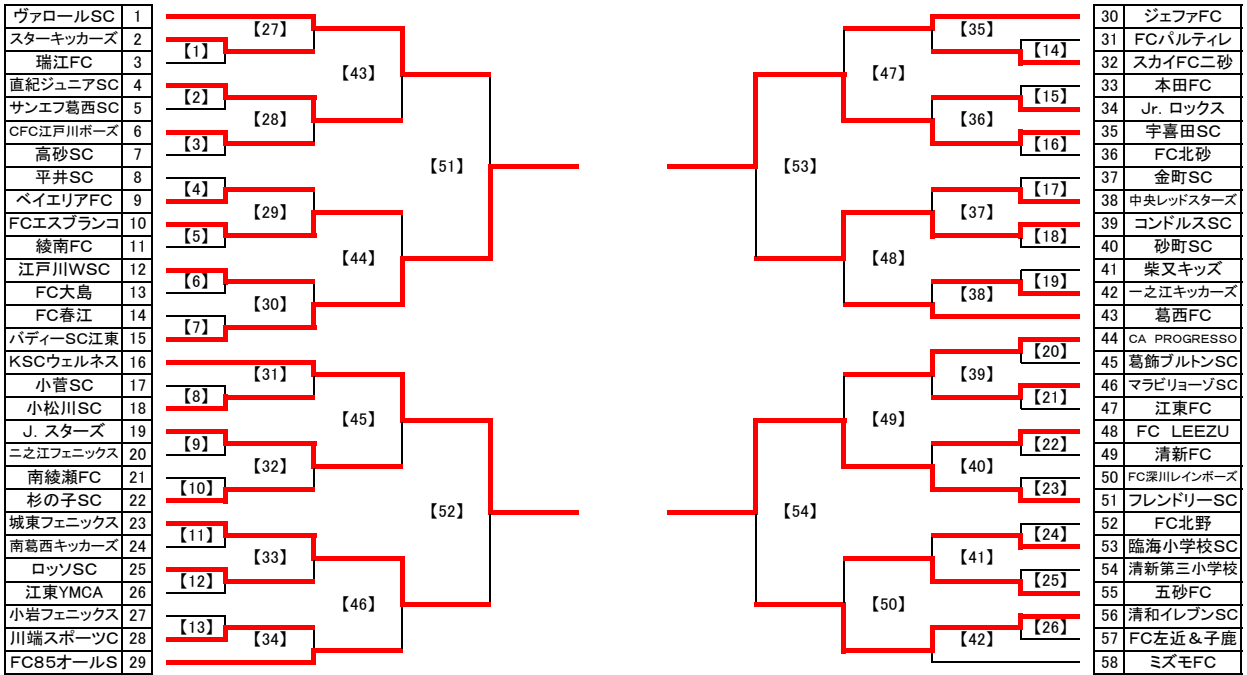 ヴァロールSC 1
スターキッカーズ 2
瑞江FC 3
直紀ジュニアSC 4
サンエフ葛西SC 5
CFC江戸川ボーズ 6
高砂SC 7
平井SC 8
ベイエリアFC 9
FCエスブランコ 10
綾南FC 11
江戸川WSC 12
FC大島 13
FC春江 14
バディーSC江東 15
KSCウェルネス 16
小菅SC 17
小松川SC 18
J. スターズ 19
二之江フェニックス 20
南綾瀬FC 21
杉の子SC 22
城東フェニックス 23
南葛西キッカーズ 24
ロッソSC 25
江東YMCA 26
小岩フェニックス 27
川端スポーツC 28
FC85オールS 29
【1】
【2】
【3】
【4】
【5】
【6】
【7】
【8】
【9】
【10】
【11】
【12】
【13】
【27】
【28】
【29】
【30】
【31】
【32】
【33】
【34】
【43】
【44】
【45】
【46】
【51】
【52】
【53】
【54】
【47】
【48】
【49】
【50】
【35】
【36】
【37】
【38】
【39】
【40】
【41】
【42】
【14】
【15】
【16】
【17】
【18】
【19】
【20】
【21】
【22】
【23】
【24】
【25】
【26】
30 ジェファFC
31 FCパルティレ
32 スカイFC二砂
33 本田FC
34 Jr. ロックス
35 宇喜田SC
36 FC北砂
37 金町SC
38 中央レッドスターズ
39 コンドルスSC
40 砂町SC
41 柴又キッズ
42 一之江キッカーズ
43 葛西FC
44 CA PROGRESSO
45 葛飾ブルトンSC
46 マラビリョーゾSC
47 江東FC
48 FC LEEZU
49 清新FC
50 FC深川レインボーズ
51 フレンドリーSC
52 FC北野
53 臨海小学校SC
54 清新第三小学校
55 五砂FC
56 清和イレブンSC
57 FC左近＆子鹿
58 ミズモFC